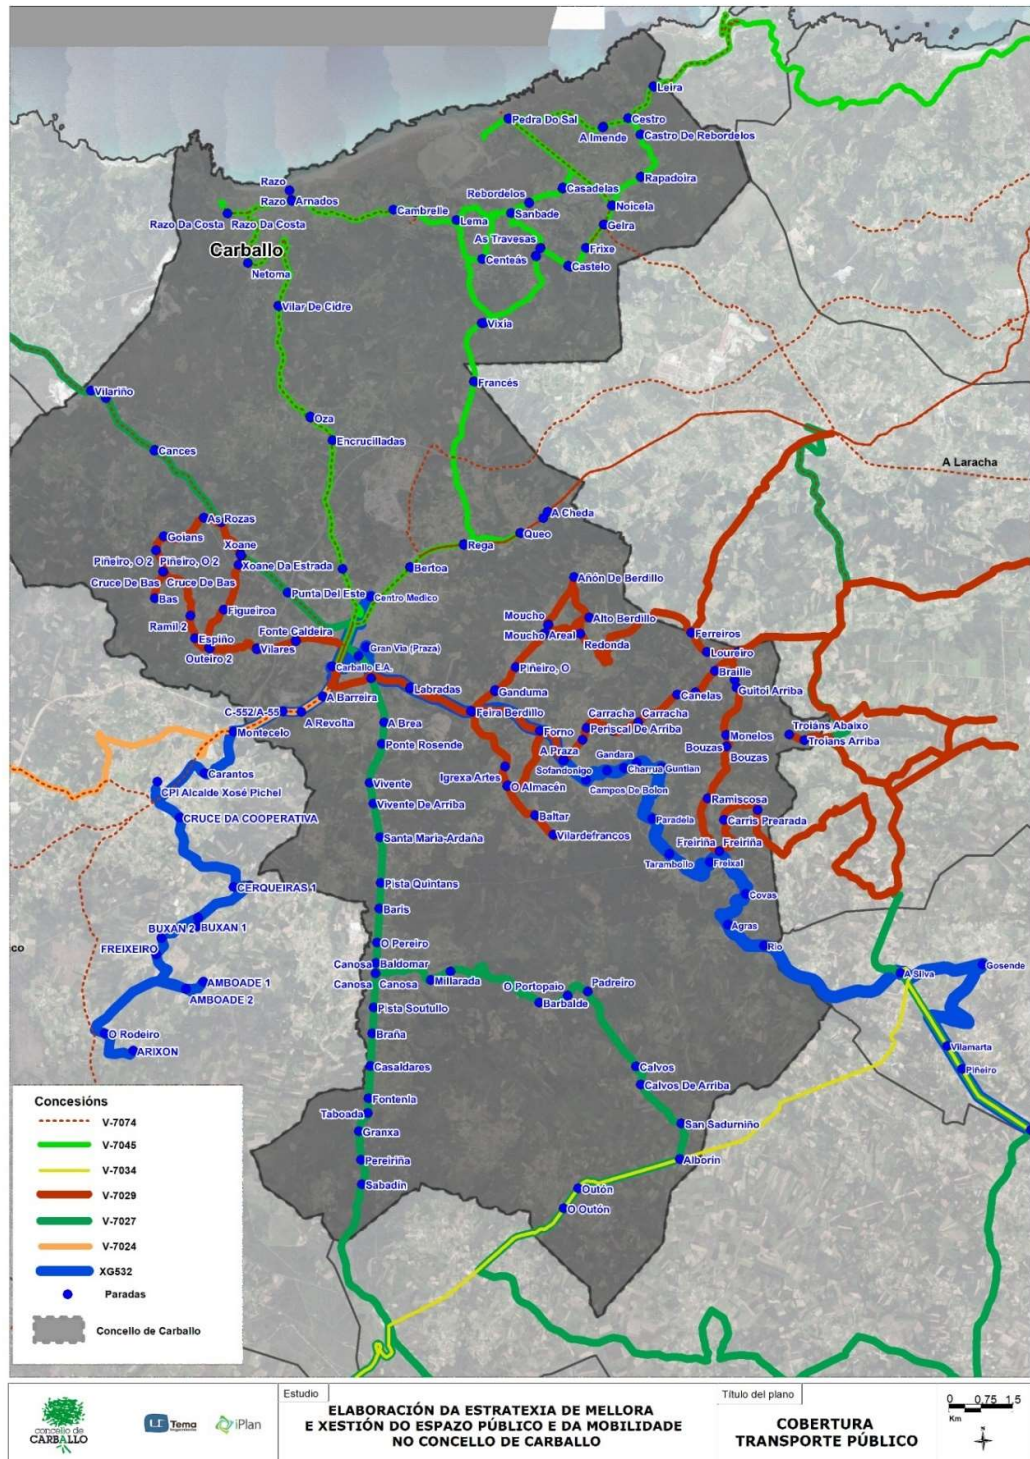 Leira
Pedra Do Sal
Cestro
A Imende
Castro De Rebordelos
Rapadoira
Casadelas
Razo
Rebordelos
Razo Arnados
Noicela
Cambrelle
Sanbade
Razo Da Costa Razo Da Costa
Lema
Geira
As Travesas
Carballo
Frixe
Centeás
Castelo
Netoma
Vilar De Cidre
Vixia
Francés
Vilariño
Oza
Encrucilladas
Cances
A Laracha
As Rozas
A Cheda
Goians
Queo
Xoane
Rega
Piñeiro, O 2 Piñeiro, O 2
Xoane Da Estrada
Bertoa
Cruce De Bas Cruce De Bas
Añón De Berdillo
Punta Del Este
Centro Medico
Bas
Figueiroa
Moucho
Alto Berdillo
Ramil 2
Fonte Caldeira
Moucho Areal
Ferreiros
Espiño
Redonda
Outeiro 2
Vilares
Gran Via (Praza)
Loureiro
Carballo E.A.
Piñeiro, O
Braille
Labradas
Ganduma
Canelas
Guitoi Arriba
A Barreira
C-552/A-55
Feira Berdillo
Carracha Carracha
A Revolta
A Brea
Forno
Periscal De Arriba
Troians Abaixo
Montecelo
Monelos
Troians Arriba
Ponte Rosende
A Praza
Gandara
Bouzas
Bouzas
Carantos
Igrexa Artes
Sofandonigo
Charrua Guntian
CPI Alcalde Xosé Pichel
Vivente
O Almacén
Campos De Bolon
Vivente De Arriba
Ramiscosa
CRUCE DA COOPERATIVA
Baltar
Paradela
Carris Prearada
Santa Maria-Ardaña
Vilardefrancos
Freiriña Freiriña
Tarambollo
Freixal
Pista Quintans
CERQUEIRAS 1
Covas
Baris
BUXAN 2 BUXAN 1
Agras
FREIXEIRO
O Pereiro
Rio
co
Canosa Baldomar
Gosende
A Silva
Canosa Canosa
Millarada
O Portopaio
Padreiro
AMBOADE 1
AMBOADE 2
Barbalde
Pista Soutullo
O Rodeiro
Braña
Vilamarta
ARIXON
Casaldares
Calvos
Piñeiro
Calvos De Arriba
Fontenla
Taboada
San Sadurniño
Granxa
Pereiriña
Alborin
Sabadin
Outón
O Outón
Concesións
V-7074
V-7045
V-7034
V-7029
V-7027
V-7024
XG532
Paradas
Concello de Carballo
concello de
CARBALLO
Tema
iPlan
Estudio
ELABORACIÓN DA ESTRATEXIA DE MELLORA
E XESTIÓN DO ESPAZO PÚBLICO E DA MOBILIDADE
NO CONCELLO DE CARBALLO
Título del plano
COBERTURA
TRANSPORTE PÚBLICO
0 0,75 1,5
Km
N